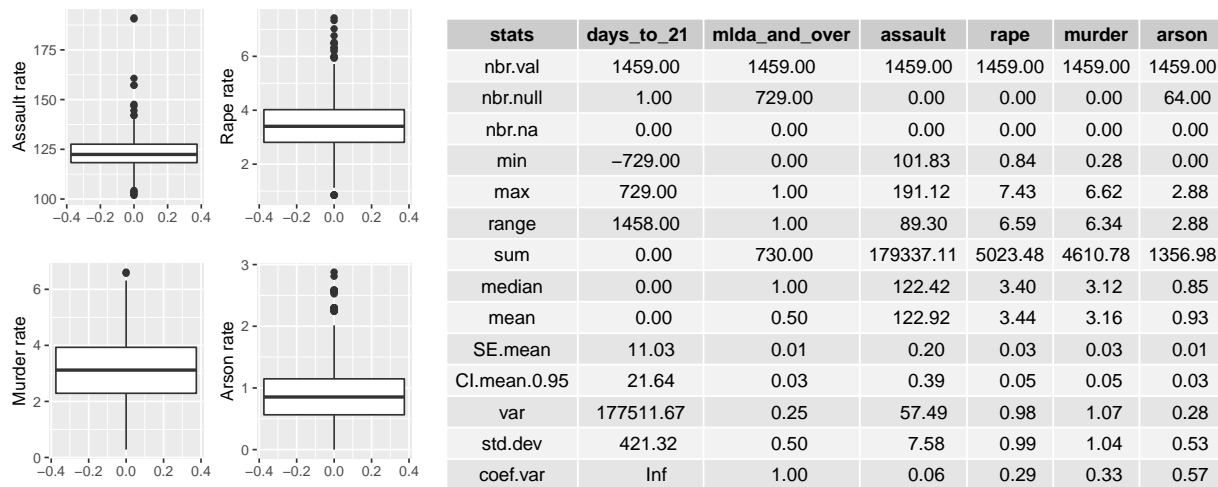 Assault rate
175
150
125
100
−0.4 −0.2 0.0 0.2 0.4
Rape rate
6
4
2
−0.4 −0.2 0.0 0.2 0.4
Murder rate
6
4
2
0
−0.4 −0.2 0.0 0.2 0.4
Arson rate
3
2
1
0
−0.4 −0.2 0.0 0.2 0.4
stats days_to_21 mlda_and_over assault rape murder arson
nbr.val 1459.00 1459.00 1459.00 1459.00 1459.00 1459.00
nbr.null 1.00 729.00 0.00 0.00 0.00 64.00
nbr.na 0.00 0.00 0.00 0.00 0.00 0.00
min −729.00 0.00 101.83 0.84 0.28 0.00
max 729.00 1.00 191.12 7.43 6.62 2.88
range 1458.00 1.00 89.30 6.59 6.34 2.88
sum 0.00 730.00 179337.11 5023.48 4610.78 1356.98
median 0.00 1.00 122.42 3.40 3.12 0.85
mean 0.00 0.50 122.92 3.44 3.16 0.93
SE.mean 11.03 0.01 0.20 0.03 0.03 0.01
CI.mean.0.95 21.64 0.03 0.39 0.05 0.05 0.03
var 177511.67 0.25 57.49 0.98 1.07 0.28
std.dev 421.32 0.50 7.58 0.99 1.04 0.53
coef.var Inf 1.00 0.06 0.29 0.33 0.57